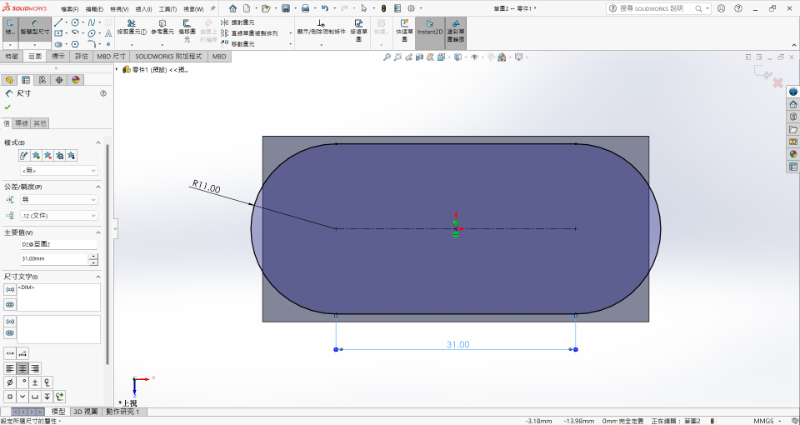 SOLIDWORKS
檔案(F) 編輯(E) 檢視(V) 插入(I) 工具(T) 視窗(W)
草圖2 ← 零件1 *
搜尋 SOLIDWORKS 說明
智慧型尺寸
修剪圖元(T) 參考圖元 偏移圖元
鏡射圖元
直線草圖複製排列
移動圖元
顯示/刪除限制條件
修復草圖
快速草圖
Instant2D
塗彩草圖輪廓
特徵 草圖 標示 評估 MBD 尺寸 SOLIDWORKS 附加程式 MBD
零件1 (預設) <<預...
尺寸
值 導線 其他
樣式(S)
<無>
公差/精度(P)
無
.12 (文件)
主要值(V)
D2@草圖2
31.00mm
尺寸文字(I)
<DIM>
R11.00
31.00
*上視
模型 3D 視圖 動作研究 1
設定所選尺寸的屬性。
-3.18mm -13.98mm 0mm 完全定義 正在編輯： 草圖2 MMGS